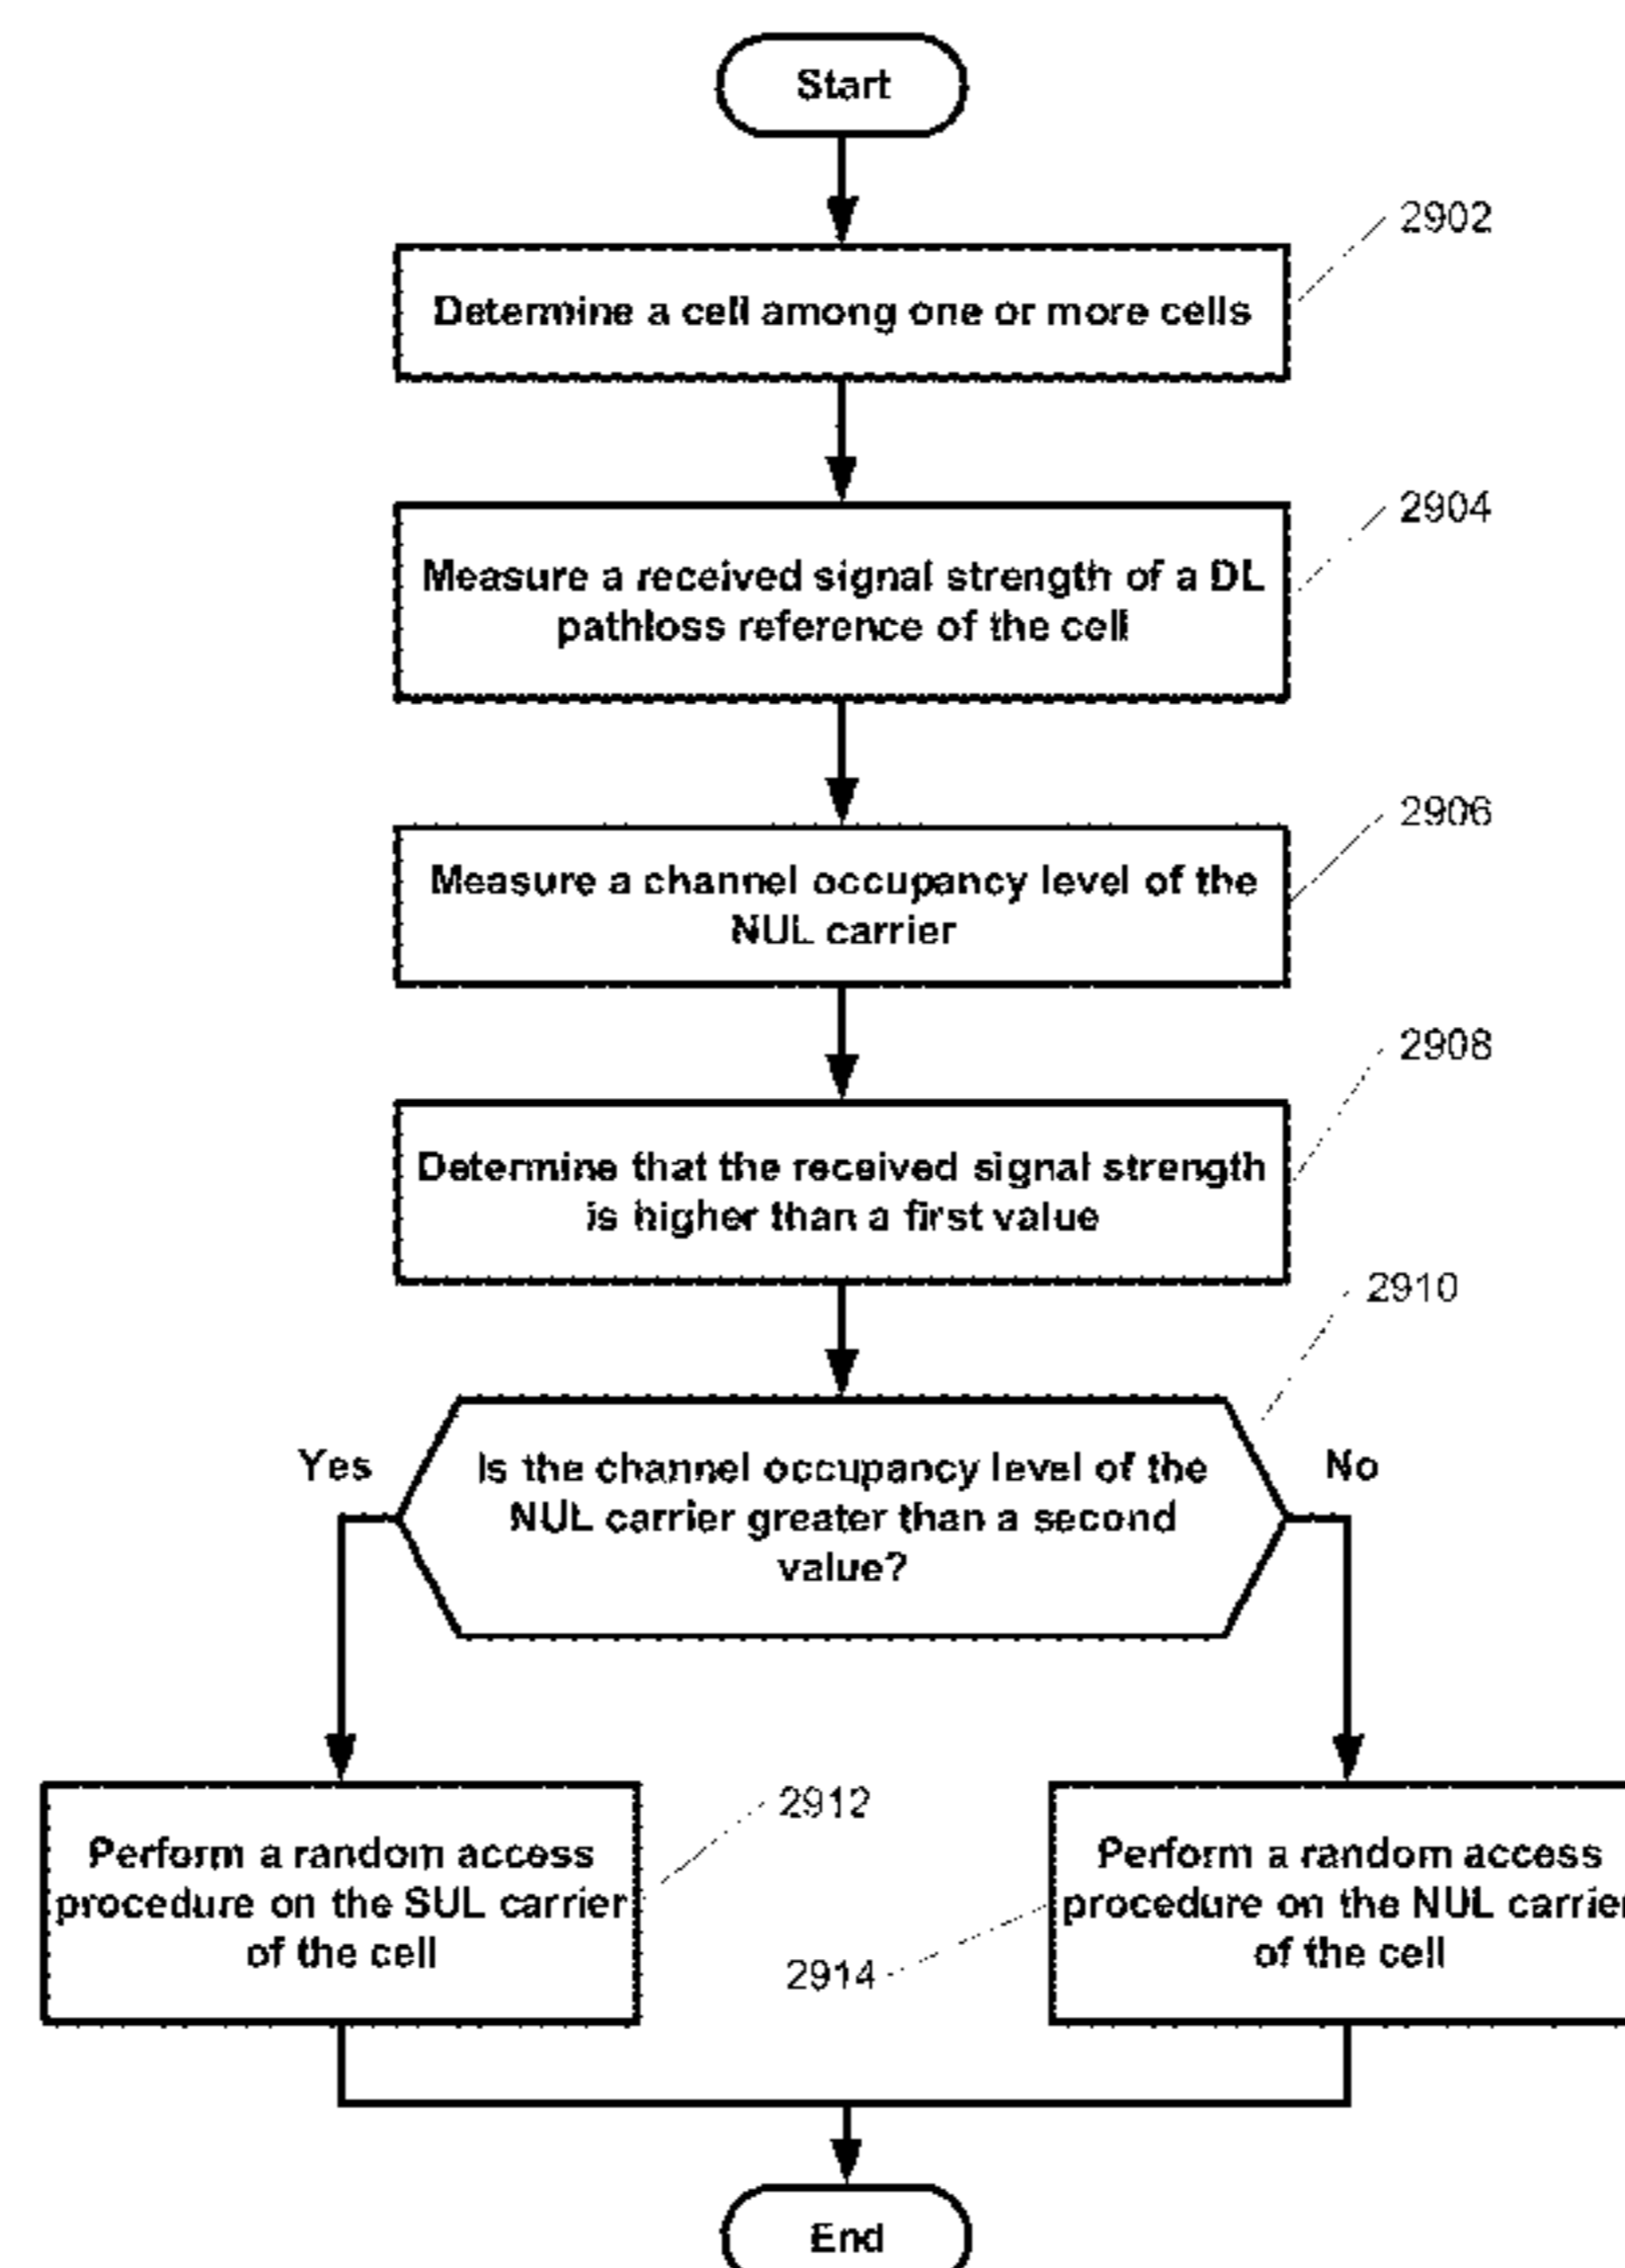 Start
2902
Determine a cell among one or more cells
2904
Measure a received signal strength of a DL
pathloss reference of the cell
2906
Measure a channel occupancy level of the
NUL carrier
2908
Determine that the received signal strength
is higher than a first value
2910
Yes
No
Is the channel occupancy level of the
NUL carrier greater than a second
value?
2912
Perform a random access
procedure on the SUL carrier
of the cell
2914
Perform a random access
procedure on the NUL carrier
of the cell
End